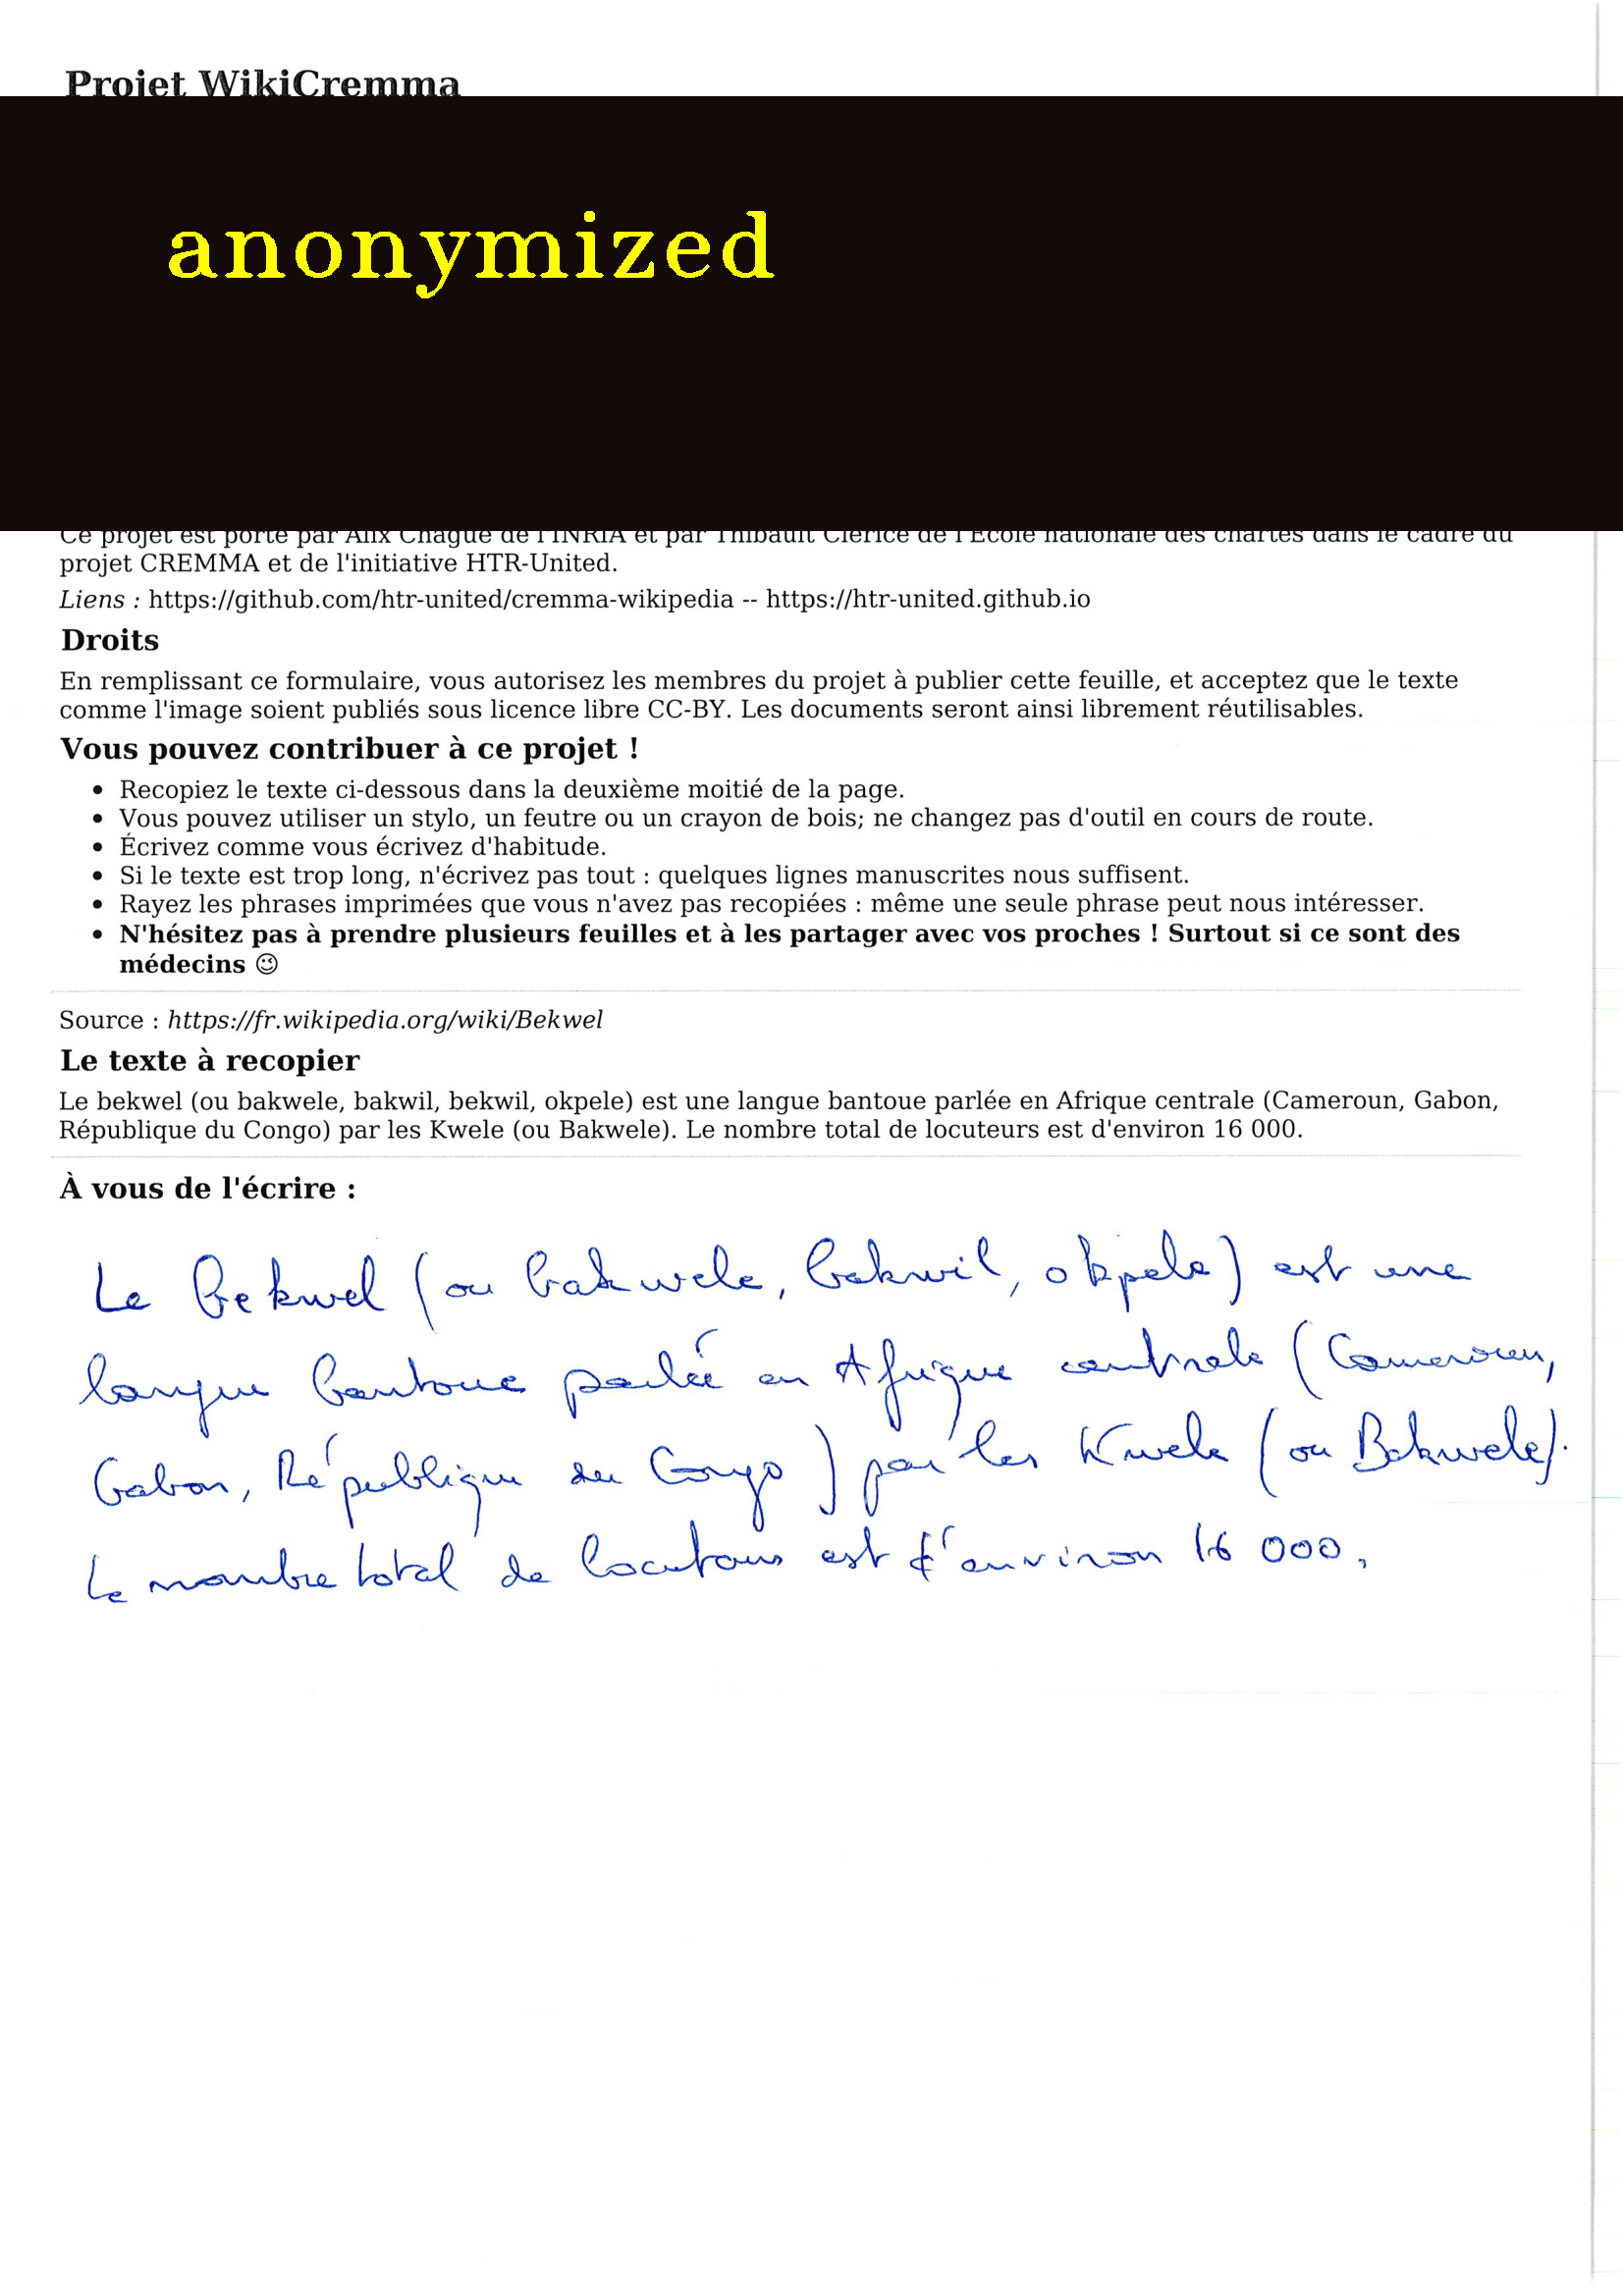 Projet WikiCremma
anonymized
Ce projet est porté par Alix Chagué de l'INRIA et par Thibault Clérice de l'École nationale des chartes dans le cadre du
projet CREMMA et de l'initiative HTR-United.
Liens : https://github.com/htr-united/cremma-wikipedia -- https://htr-united.github.io
Droits
En remplissant ce formulaire, vous autorisez les membres du projet à publier cette feuille, et acceptez que le texte
comme l'image soient publiés sous licence libre CC-BY. Les documents seront ainsi librement réutilisables.
Vous pouvez contribuer à ce projet !
• Recopiez le texte ci-dessous dans la deuxième moitié de la page.
• Vous pouvez utiliser un stylo, un feutre ou un crayon de bois; ne changez pas d'outil en cours de route.
• Écrivez comme vous écrivez d'habitude.
• Si le texte est trop long, n'écrivez pas tout : quelques lignes manuscrites nous suffisent.
• Rayez les phrases imprimées que vous n'avez pas recopiées : même une seule phrase peut nous intéresser.
• N'hésitez pas à prendre plusieurs feuilles et à les partager avec vos proches ! Surtout si ce sont des
médecins 😉
Source : https://fr.wikipedia.org/wiki/Bekwel
Le texte à recopier
Le bekwel (ou bakwele, bakwil, bekwil, okpele) est une langue bantoue parlée en Afrique centrale (Cameroun, Gabon,
République du Congo) par les Kwele (ou Bakwele). Le nombre total de locuteurs est d'environ 16 000.
À vous de l'écrire :
Le bekwel (ou bakwele, bekwil, okpele) est une
langue bantoue parlée en Afrique centrale (Cameroun,
Gabon, République du Congo) par les Kwele (ou Bakwele).
Le nombre total de locuteurs est d'environ 16 000.